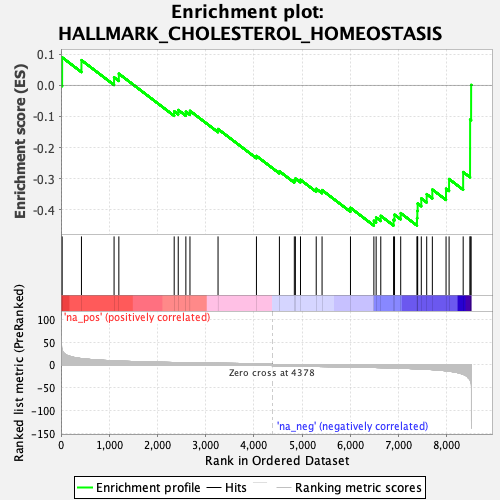 Enrichment plot:
HALLMARK_CHOLESTEROL_HOMEOSTASIS
Enrichment score (ES)
0.1
0.0
-0.1
-0.2
-0.3
-0.4
'na_pos' (positively correlated)
Ranked list metric (PreRanked)
100
50
0
-50
-100
-150
Zero cross at 4378
'na_neg' (negatively correlated)
0 1,000 2,000 3,000 4,000 5,000 6,000 7,000 8,000
Rank in Ordered Dataset
Enrichment profile Hits Ranking metric scores